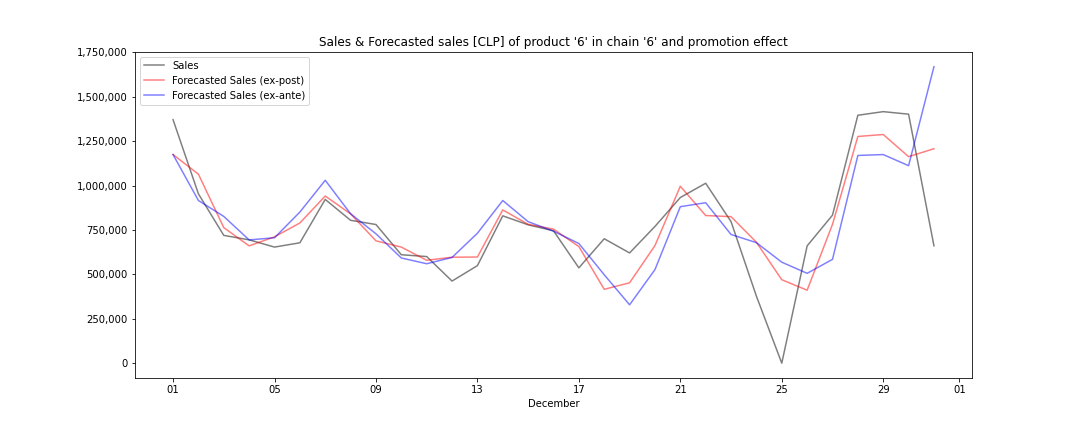 Sales & Forecasted sales [CLP] of product '6' in chain '6' and promotion effect
1,750,000
1,500,000
1,250,000
1,000,000
750,000
500,000
250,000
0
Sales
Forecasted Sales (ex-post)
Forecasted Sales (ex-ante)
01 05 09 13 17 21 25 29 01
December